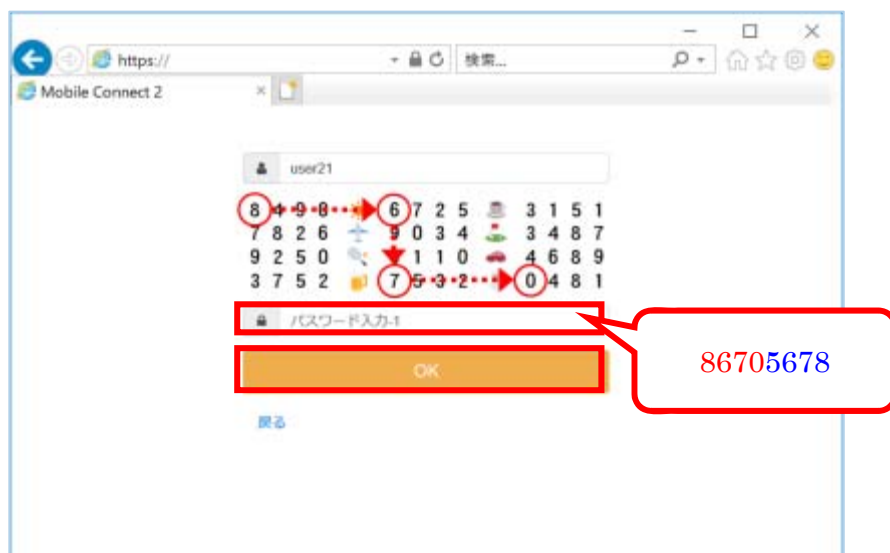 https://
検索...
Mobile Connect 2
user21
8 4 9 8 6 7 2 5 3 1 5 1
7 8 2 6 9 0 3 4 3 4 8 7
9 2 5 0 1 1 0 4 6 8 9
3 7 5 2 7 5 3 2 0 4 8 1
パスワード入力-1
OK
86705678
戻る